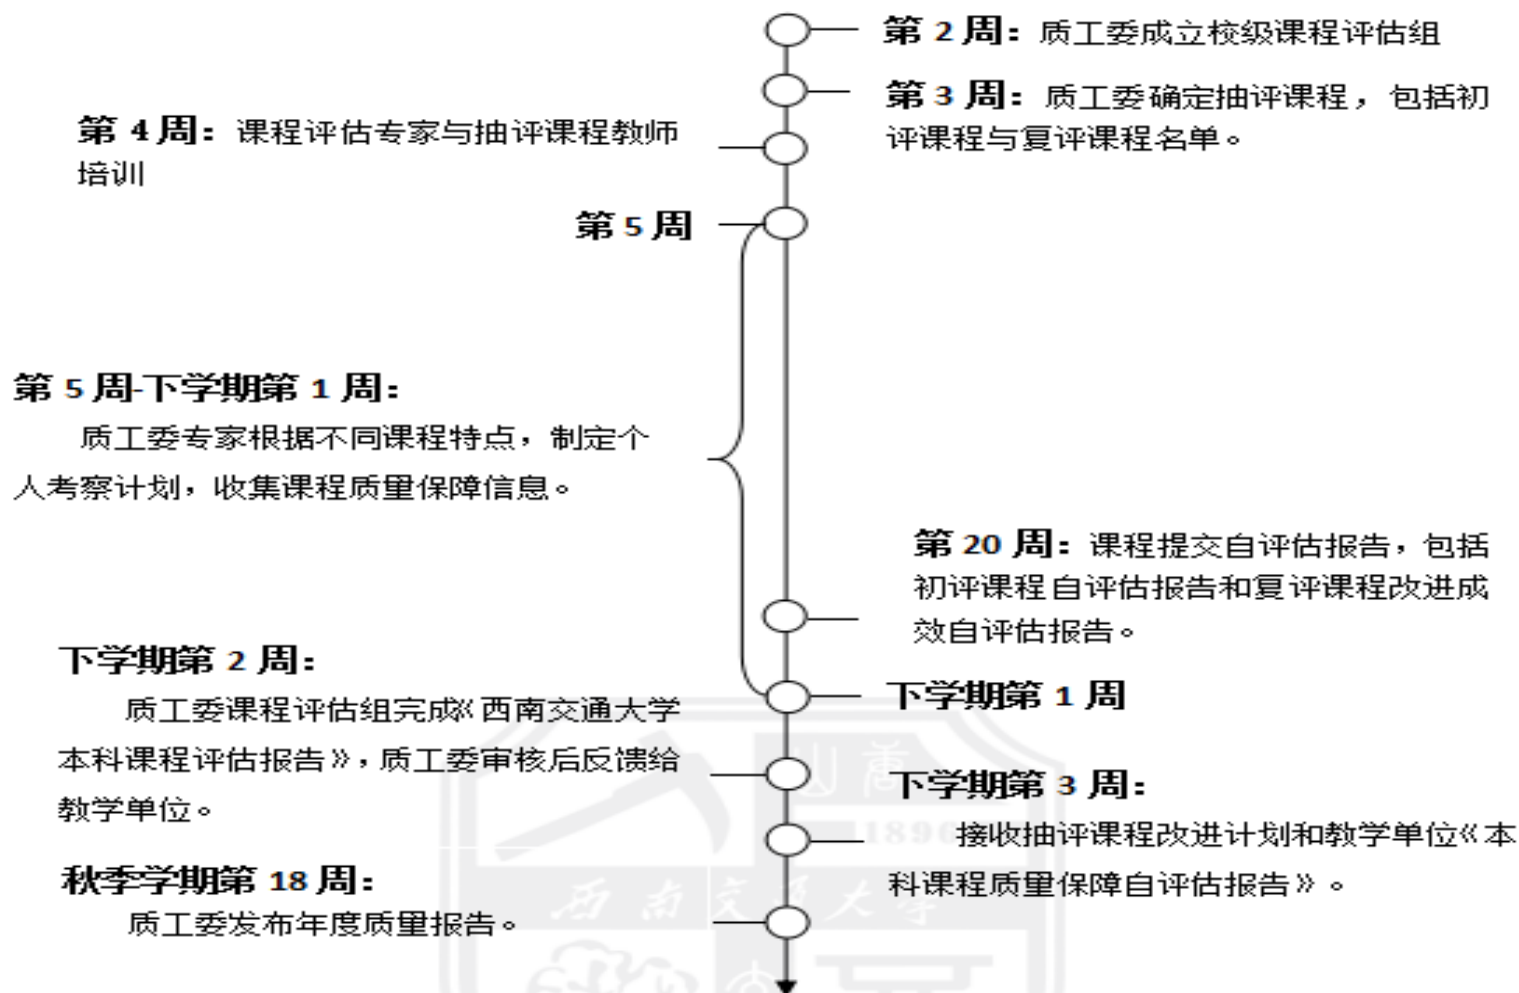 第 2 周：质工委成立校级课程评估组
第 3 周：质工委确定抽评课程，包括初
评课程与复评课程名单。
第 4 周：课程评估专家与抽评课程教师
培训
第 5 周
第 5 周-下学期第 1 周：
质工委专家根据不同课程特点，制定个
人考察计划，收集课程质量保障信息。
第 20 周：课程提交自评估报告，包括
初评课程自评估报告和复评课程改进成
效自评估报告。
下学期第 1 周
下学期第 2 周：
质工委课程评估组完成《西南交通大学
本科课程评估报告》，质工委审核后反馈给
教学单位。
下学期第 3 周：
接收抽评课程改进计划和教学单位《本
科课程质量保障自评估报告》。
秋季学期第 18 周：
质工委发布年度质量报告。
1896
西南交通大学